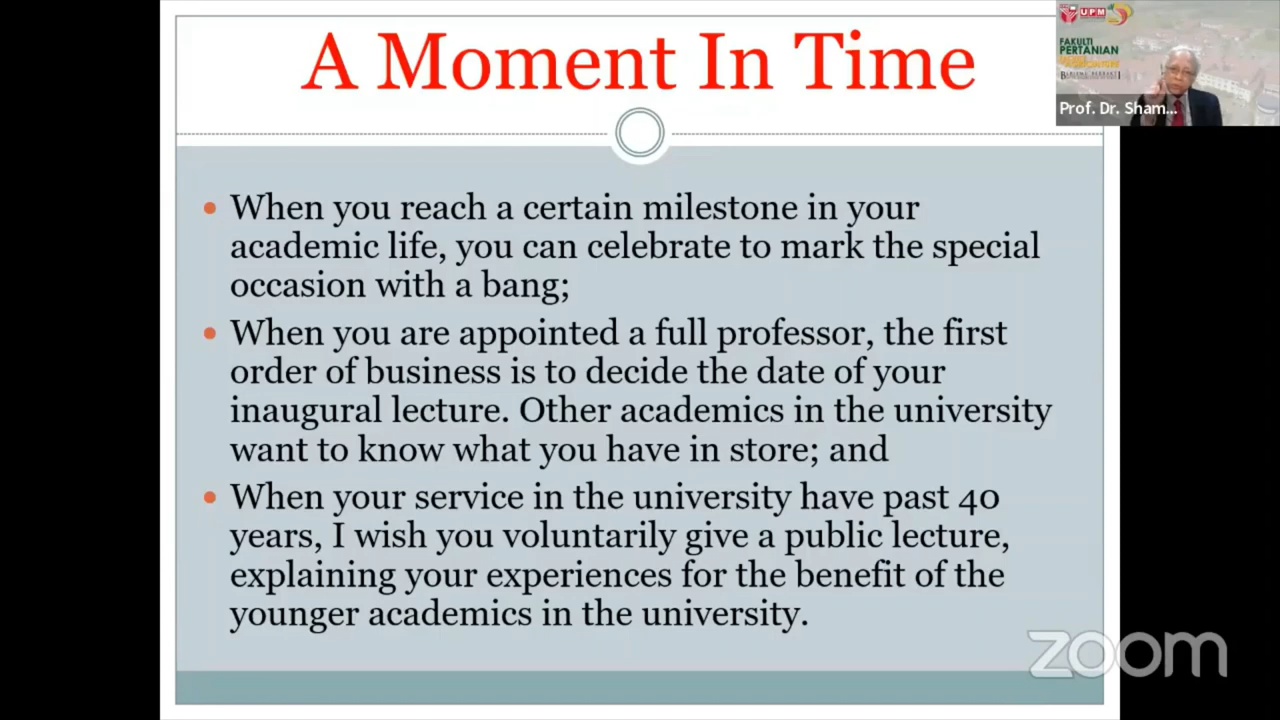 A Moment In Time
UPM
FAKULTI
PERTANIAN
Prof. Dr. Sham...
When you reach a certain milestone in your
academic life, you can celebrate to mark the special
occasion with a bang;
When you are appointed a full professor, the first
order of business is to decide the date of your
inaugural lecture. Other academics in the university
want to know what you have in store; and
When your service in the university have past 40
years, I wish you voluntarily give a public lecture,
explaining your experiences for the benefit of the
younger academics in the university.
zoom